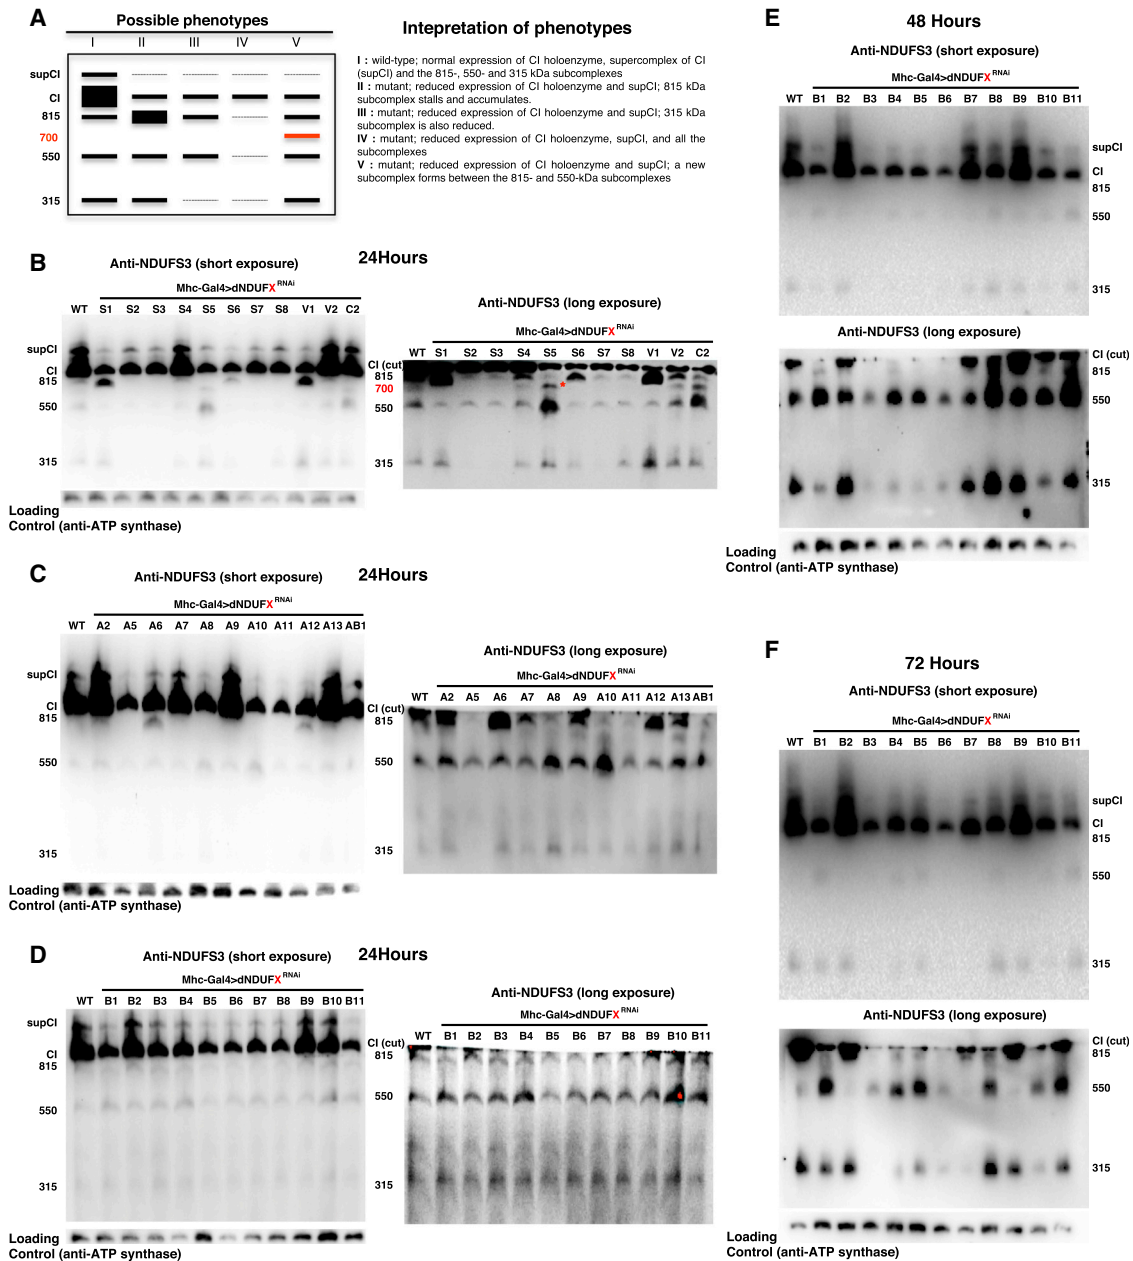 A
Possible phenotypes
I II III IV V
supCI
CI
815
700
550
315
Intepretation of phenotypes
I : wild-type; normal expression of CI holoenzyme, supercomplex of CI
(supCI) and the 815-, 550- and 315 kDa subcomplexes
II : mutant; reduced expression of CI holoenzyme and supCI; 815 kDa
subcomplex stalls and accumulates.
III : mutant; reduced expression of CI holoenzyme and supCI; 315 kDa
subcomplex is also reduced.
IV : mutant; reduced expression of CI holoenzyme, supCI, and all the
subcomplexes
V : mutant; reduced expression of CI holoenzyme and supCI; a new
subcomplex forms between the 815- and 550-kDa subcomplexes
B
24Hours
Anti-NDUFS3 (short exposure)
Mhc-Gal4>dNDUFX RNAi
WT S1 S2 S3 S4 S5 S6 S7 S8 V1 V2 C2
supCI
CI
815
550
315
Loading
Control (anti-ATP synthase)
Anti-NDUFS3 (long exposure)
Mhc-Gal4>dNDUFX RNAi
WT S1 S2 S3 S4 S5 S6 S7 S8 V1 V2 C2
CI (cut)
815
700
*
550
315
C
24Hours
Anti-NDUFS3 (short exposure)
Mhc-Gal4>dNDUFX RNAi
WT A2 A5 A6 A7 A8 A9 A10 A11 A12 A13 AB1
supCI
CI
815
550
315
Loading
Control (anti-ATP synthase)
Anti-NDUFS3 (long exposure)
Mhc-Gal4>dNDUFX RNAi
WT A2 A5 A6 A7 A8 A9 A10 A11 A12 A13 AB1
CI (cut)
815
550
315
D
24Hours
Anti-NDUFS3 (short exposure)
Mhc-Gal4>dNDUFX RNAi
WT B1 B2 B3 B4 B5 B6 B7 B8 B9 B10 B11
supCI
CI
815
550
315
Loading
Control (anti-ATP synthase)
Anti-NDUFS3 (long exposure)
Mhc-Gal4>dNDUFX RNAi
WT B1 B2 B3 B4 B5 B6 B7 B8 B9 B10 B11
CI (cut)
815
550
315
E
48 Hours
Anti-NDUFS3 (short exposure)
Mhc-Gal4>dNDUFX RNAi
WT B1 B2 B3 B4 B5 B6 B7 B8 B9 B10 B11
supCI
CI
815
550
315
Anti-NDUFS3 (long exposure)
CI (cut)
815
550
315
Loading
Control (anti-ATP synthase)
F
72 Hours
Anti-NDUFS3 (short exposure)
Mhc-Gal4>dNDUFX RNAi
WT B1 B2 B3 B4 B5 B6 B7 B8 B9 B10 B11
supCI
CI
815
550
315
Anti-NDUFS3 (long exposure)
CI (cut)
815
550
315
Loading
Control (anti-ATP synthase)